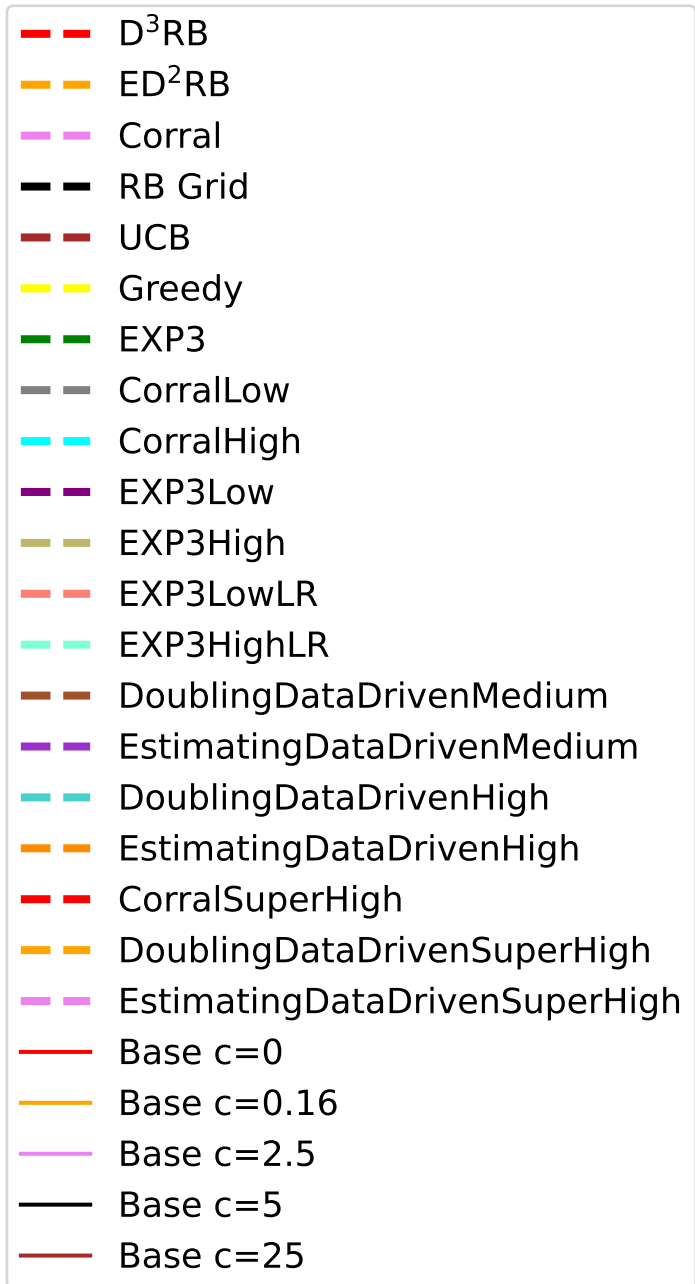 D³RB
ED²RB
Corral
RB Grid
UCB
Greedy
EXP3
CorralLow
CorralHigh
EXP3Low
EXP3High
EXP3LowLR
EXP3HighLR
DoublingDataDrivenMedium
EstimatingDataDrivenMedium
DoublingDataDrivenHigh
EstimatingDataDrivenHigh
CorralSuperHigh
DoublingDataDrivenSuperHigh
EstimatingDataDrivenSuperHigh
Base c=0
Base c=0.16
Base c=2.5
Base c=5
Base c=25